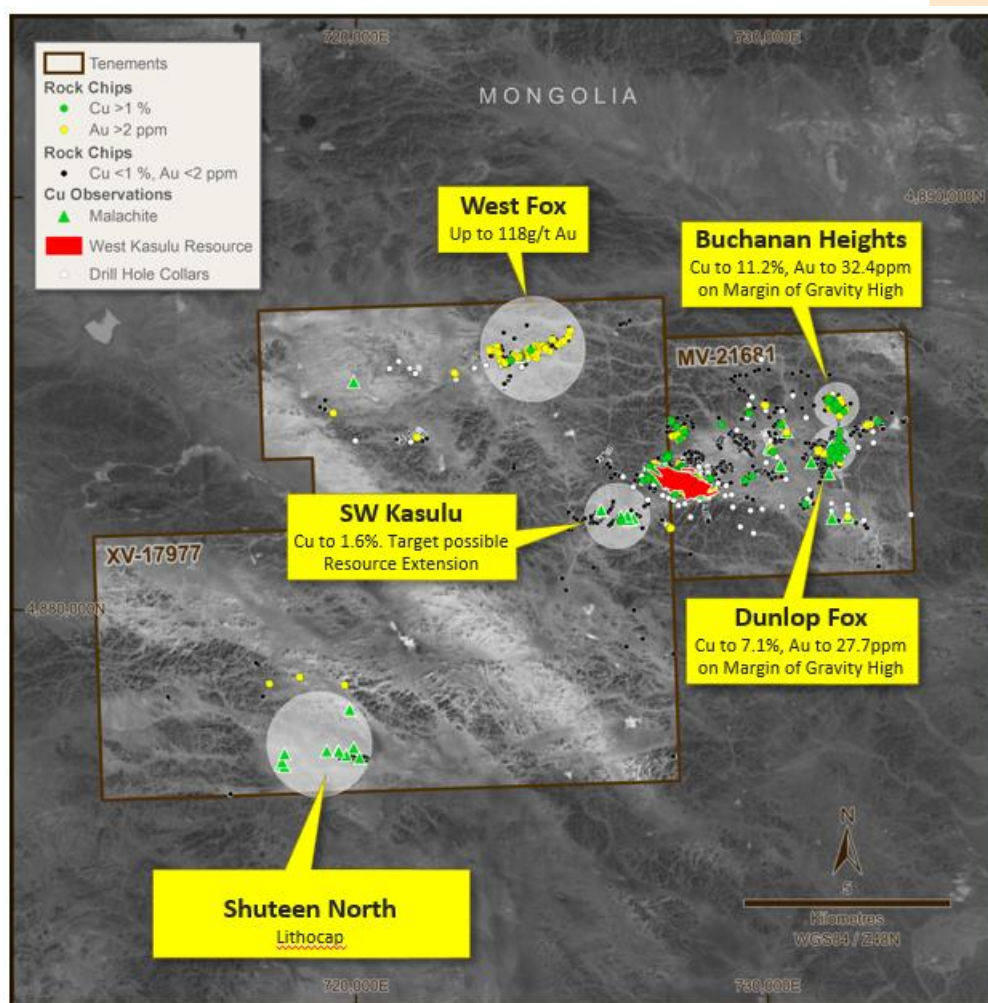 720,000E
730,000E
Tenements
Rock Chips
Cu >1 %
Au >2 ppm
Rock Chips
Cu <1 %, Au <2 ppm
Cu Observations
Malachite
West Kasulu Resource
Drill Hole Collars
MONGOLIA
4,890,000N
West Fox
Up to 118g/t Au
Buchanan Heights
Cu to 11.2%, Au to 32.4ppm
on Margin of Gravity High
MV-21681
SW Kasulu
Cu to 1.6%. Target possible
Resource Extension
XV-17977
4,880,000N
Dunlop Fox
Cu to 7.1%, Au to 27.7ppm
on Margin of Gravity High
Shuteen North
Lithocap
N
5
Kilometres
WGS84 / Z48N
720,000E
730,000E